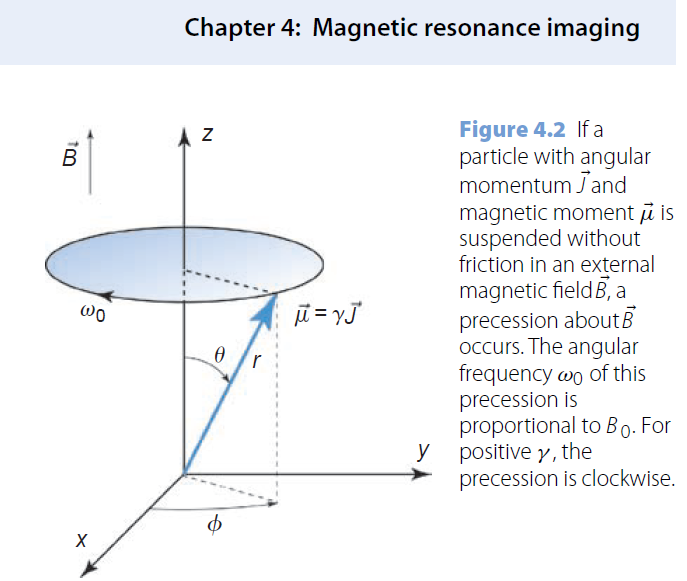 Chapter 4: Magnetic resonance imaging
z
B⃗
ω0
μ⃗ = γJ⃗
θ
r
y
ϕ
x
Figure 4.2 If a
particle with angular
momentum J⃗ and
magnetic moment μ⃗ is
suspended without
friction in an external
magnetic field B⃗, a
precession about B⃗
occurs. The angular
frequency ω0 of this
precession is
proportional to B0. For
positive γ, the
precession is clockwise.